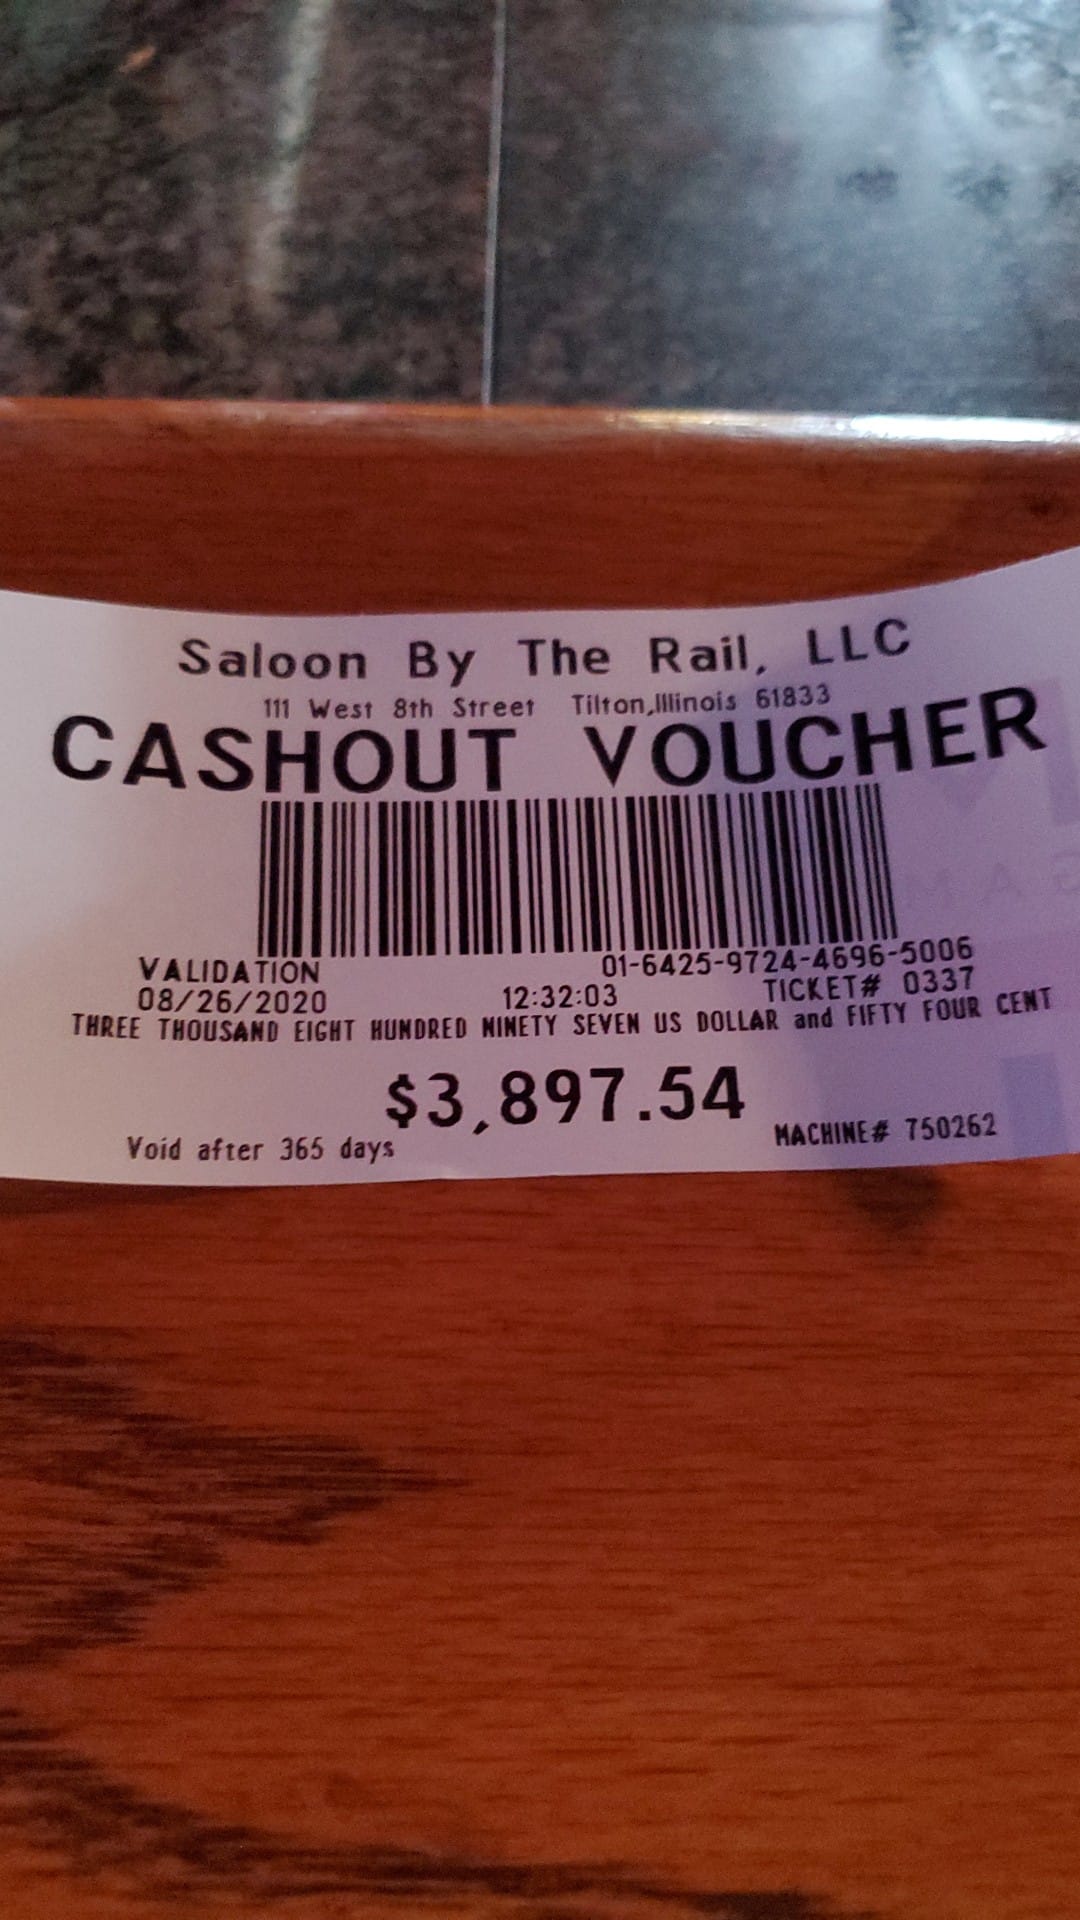 Saloon By The Rail, LLC
111 West 8th Street Tilton,Illinois 61833
CASHOUT VOUCHER
VALIDATION 01-6425-9724-4696-5006
08/26/2020 12:32:03 TICKET# 0337
THREE THOUSAND EIGHT HUNDRED NINETY SEVEN US DOLLAR and FIFTY FOUR CENT
$3,897.54
Void after 365 days MACHINE# 750262